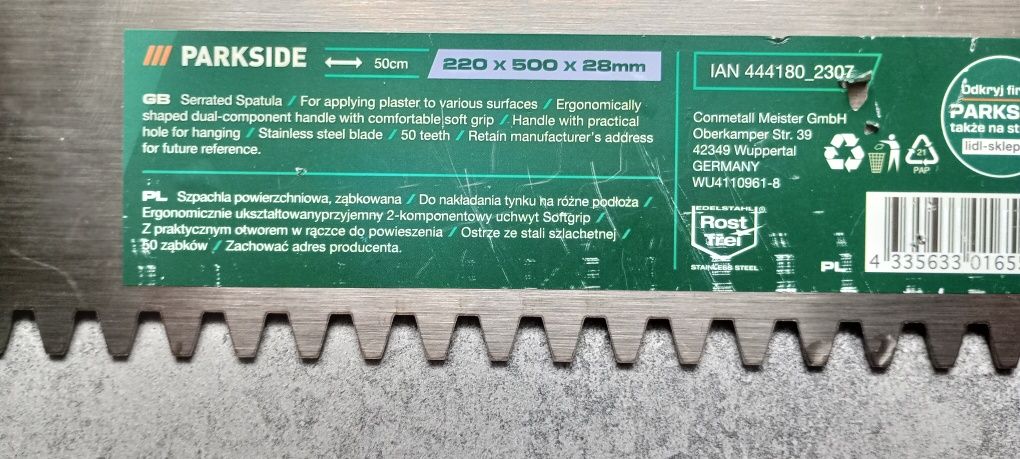 PARKSIDE
50cm
220 x 500 x 28mm
GB Serrated Spatula / For applying plaster to various surfaces / Ergonomically
shaped dual-component handle with comfortable soft grip / Handle with practical
hole for hanging / Stainless steel blade / 50 teeth / Retain manufacturer's address
for future reference.
PL Szpachla powierzchniowa, ząbkowana / Do nakładania tynku na różne podłoża /
Ergonomicznie ukształtowanyprzyjemny 2-komponentowy uchwyt Softgrip /
Z praktycznym otworem w rączce do powieszenia / Ostrze ze stali szlachetnej /
50 ząbków / Zachować adres producenta.
IAN 444180_2307
Conmetall Meister GmbH
Oberkamper Str. 39
42349 Wuppertal
GERMANY
WU4110961-8
EDELSTAHL
Rost
frei
STAINLESS STEEL
21
PAP
PL
Odkryj
PARKS
także na st
lidl-sklep
4 335633 0165